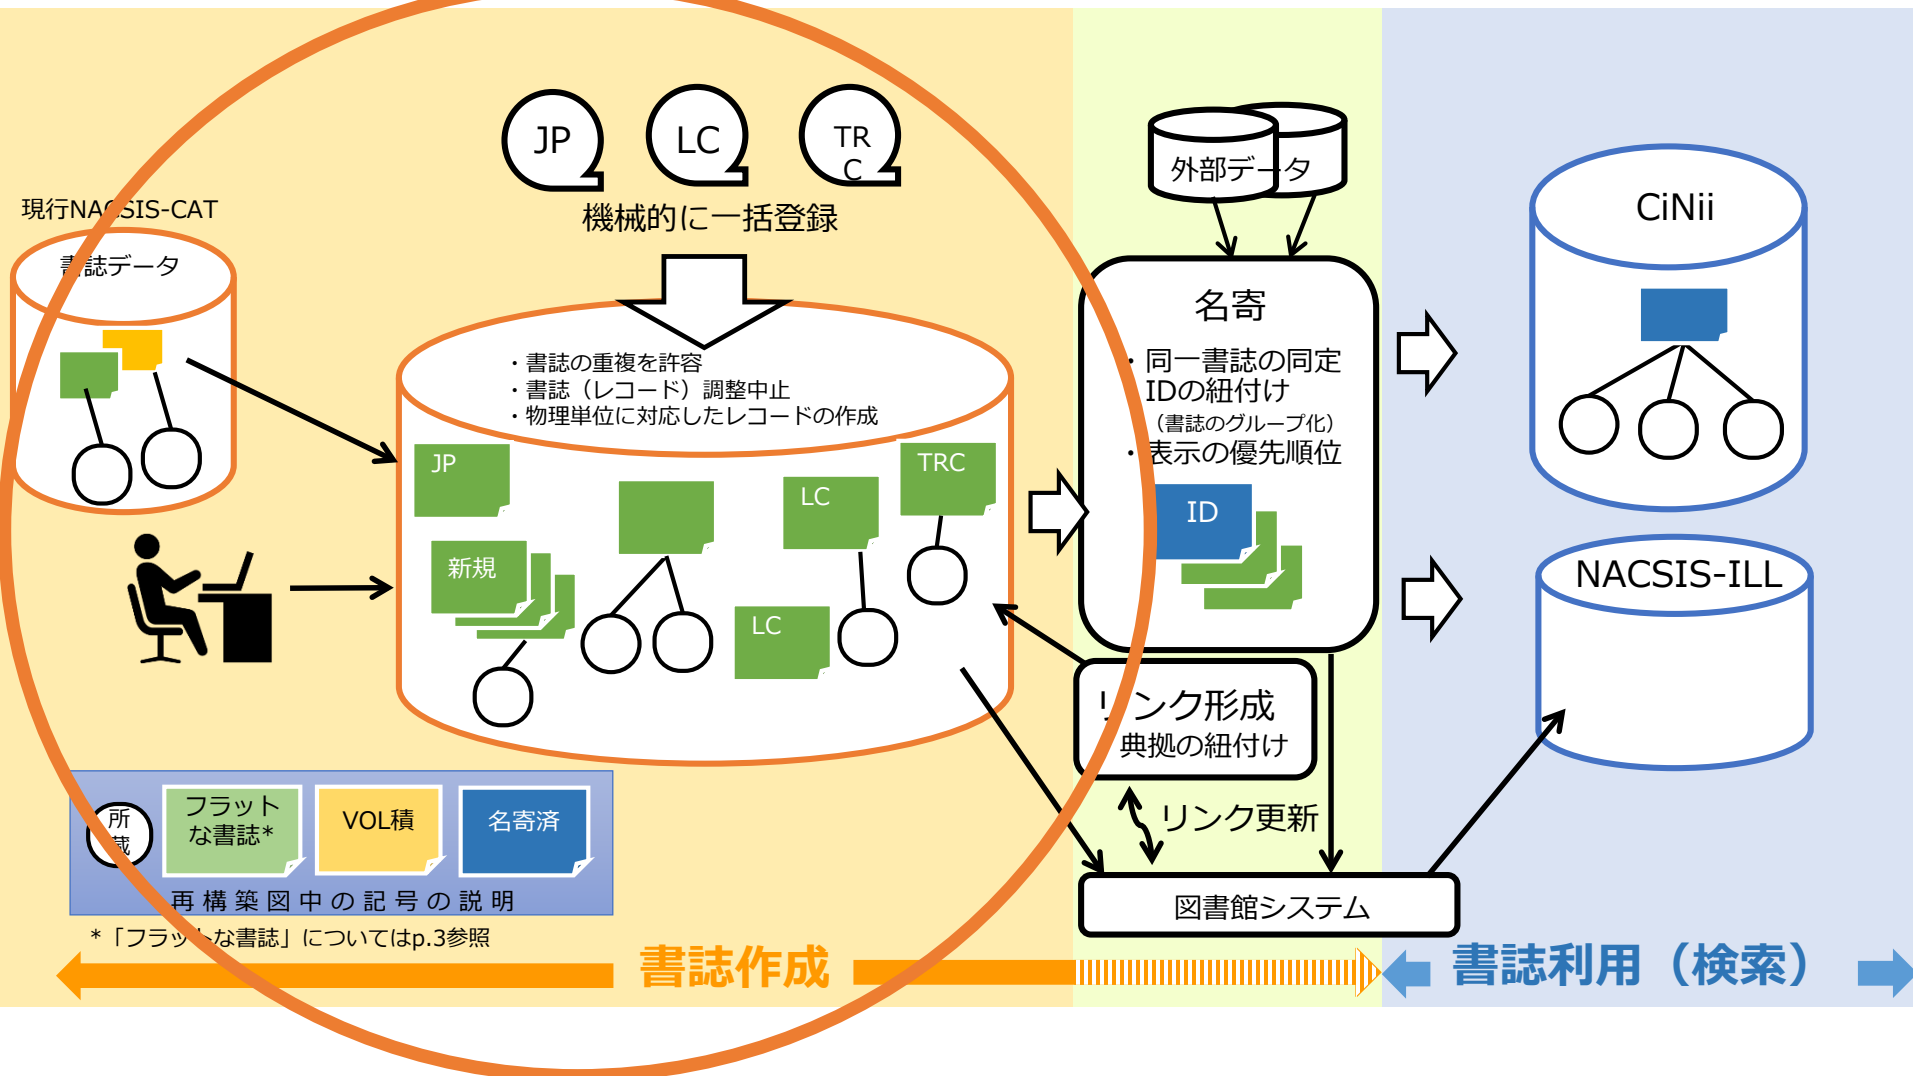 JP
LC
TR
C
機械的に一括登録
現行NACSIS-CAT
書誌データ
・書誌の重複を許容
・書誌（レコード）調整中止
・物理単位に対応したレコードの作成
JP
新規
LC
LC
TRC
外部データ
名寄
・同一書誌の同定
IDの紐付け
（書誌のグループ化）
・表示の優先順位
ID
リンク形成
典拠の紐付け
リンク更新
図書館システム
CiNii
NACSIS-ILL
所
蔵
フラット
な書誌*
VOL積
名寄済
再構築図中の記号の説明
*「フラットな書誌」についてはp.3参照
書誌作成
書誌利用（検索）